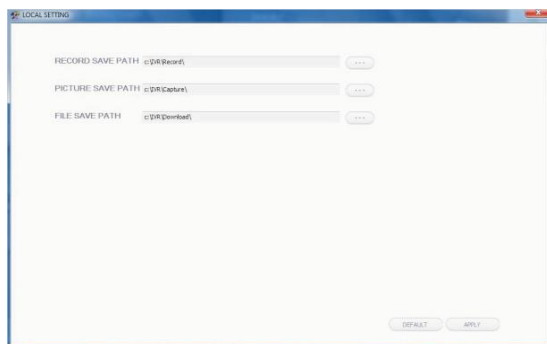 LOCAL SETTING
RECORD SAVE PATH c:\DVR\Record\ ...
PICTURE SAVE PATH c:\DVR\Capture\ ...
FILE SAVE PATH c:\DVR\Download\ ...
DEFAULT APPLY